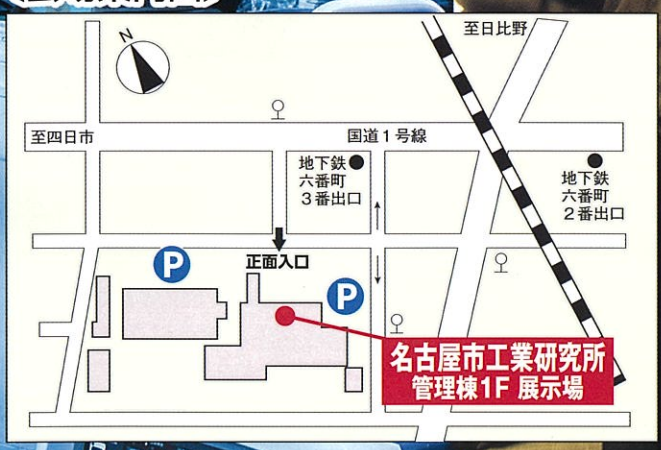 N
至日比野
至四日市
国道1号線
地下鉄
六番町
3番出口
地下鉄
六番町
2番出口
正面入口
P
P
名古屋市工業研究所
管理棟1F 展示場